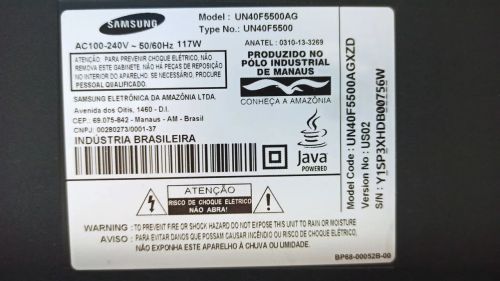 SAMSUNG
Model : UN40F5500AG
Type No. : UN40F5500
AC100-240V ~ 50/60Hz 117W
ANATEL : 0310-13-3269
ATENÇÃO: PARA PREVENIR CHOQUE ELÉTRICO, NÃO
REMOVA ESTE GABINETE. NÃO HÁ PEÇAS DE REPOSIÇÃO
NO INTERIOR DO APARELHO. SE NECESSÁRIO, PROCURE
PESSOAL QUALIFICADO.
PRODUZIDO NO
PÓLO INDUSTRIAL
DE MANAUS
CONHEÇA A AMAZÔNIA
SAMSUNG ELETRÔNICA DA AMAZÔNIA LTDA.
Avenida dos Oitis, 1460 - D.I.
CEP : 69.075-842 - Manaus - AM - Brasil
CNPJ : 00280273/0001-37
INDÚSTRIA BRASILEIRA
Java
POWERED
ATENÇÃO
RISCO DE CHOQUE ELÉTRICO
NÃO ABRA!
WARNING : TO PREVENT FIRE OR SHOCK HAZARD DO NOT EXPOSE THIS SET TO RAIN OR MOISTURE
AVISO : PARA EVITAR DANOS QUE POSSAM CAUSAR INCÊNDIO OU RISCO DE CHOQUE ELÉTRICO,
NÃO EXPONHA ESTE APARELHO À CHUVA OU UMIDADE.
BP68-00052B-00
Model Code : UN40F5500AGXZD
Version No : US02
S/N : Y1SP3XHDB00756W